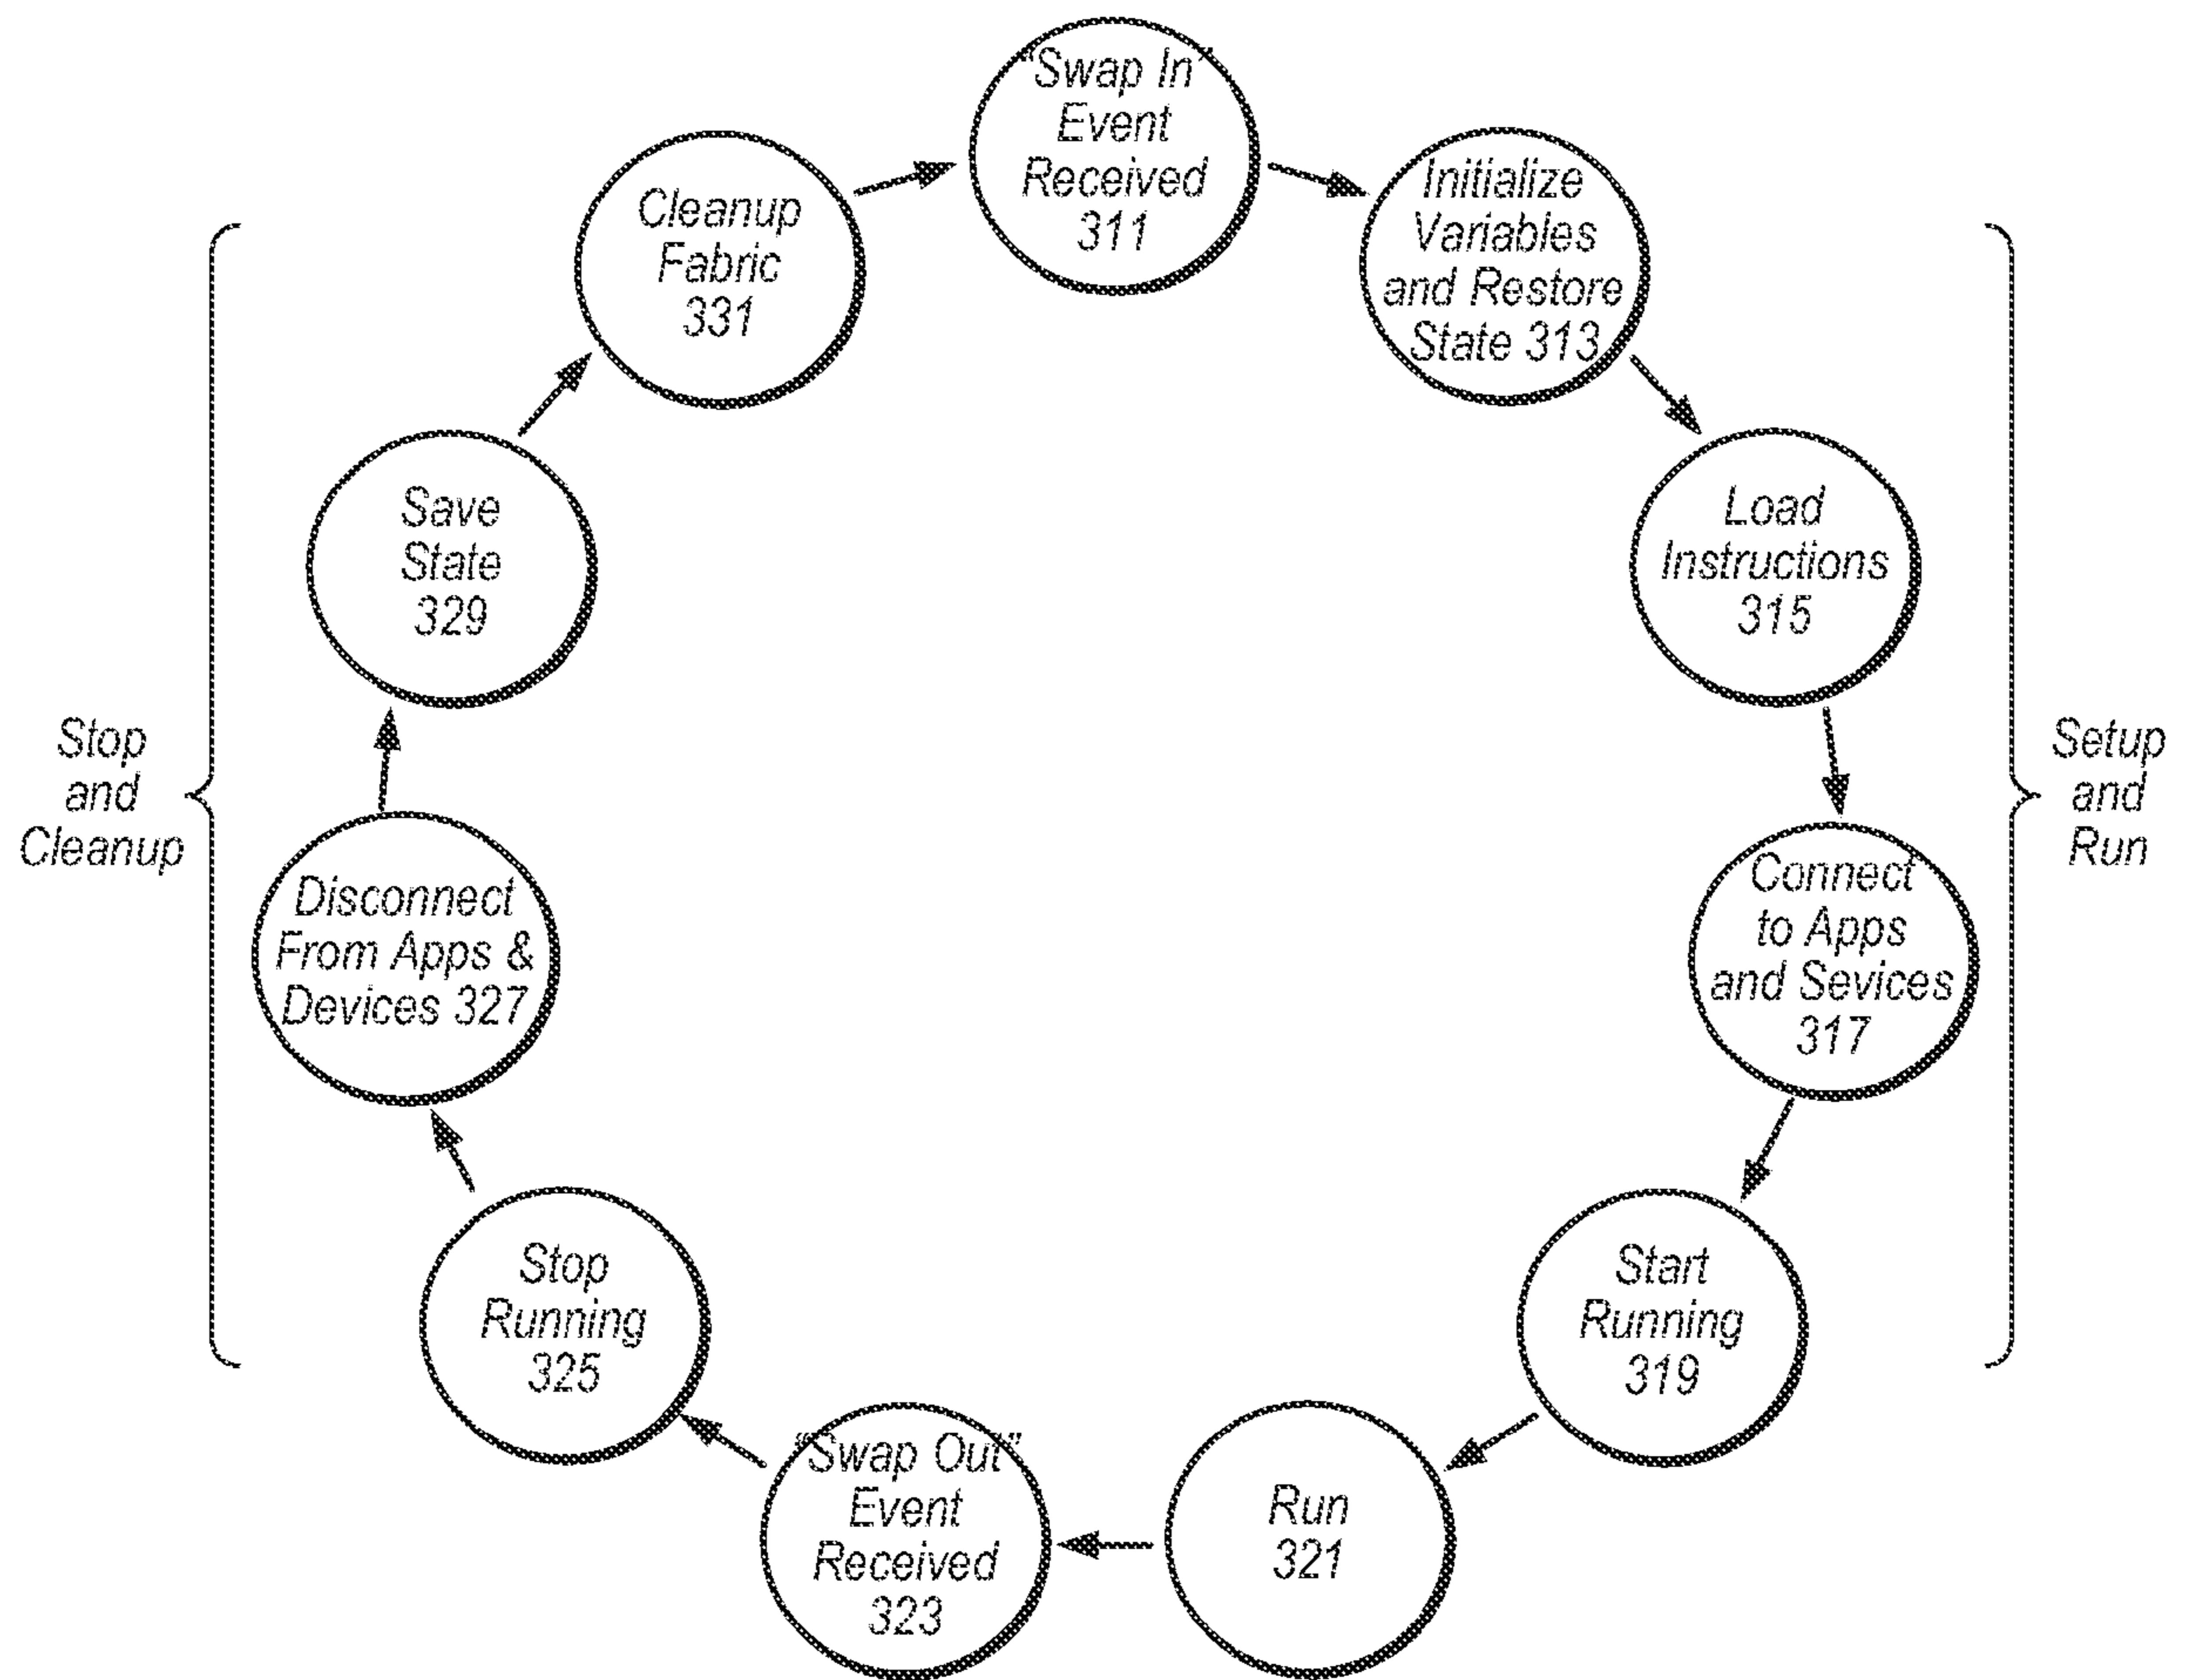 “Swap In”
Event
Received
311
Initialize
Variables
and Restore
State 313
Load
Instructions
315
Connect
to Apps
and Sevices
317
Start
Running
319
Run
321
“Swap Out”
Event
Received
323
Stop
Running
325
Disconnect
From Apps &
Devices 327
Save
State
329
Cleanup
Fabric
331
Stop
and
Cleanup
Setup
and
Run